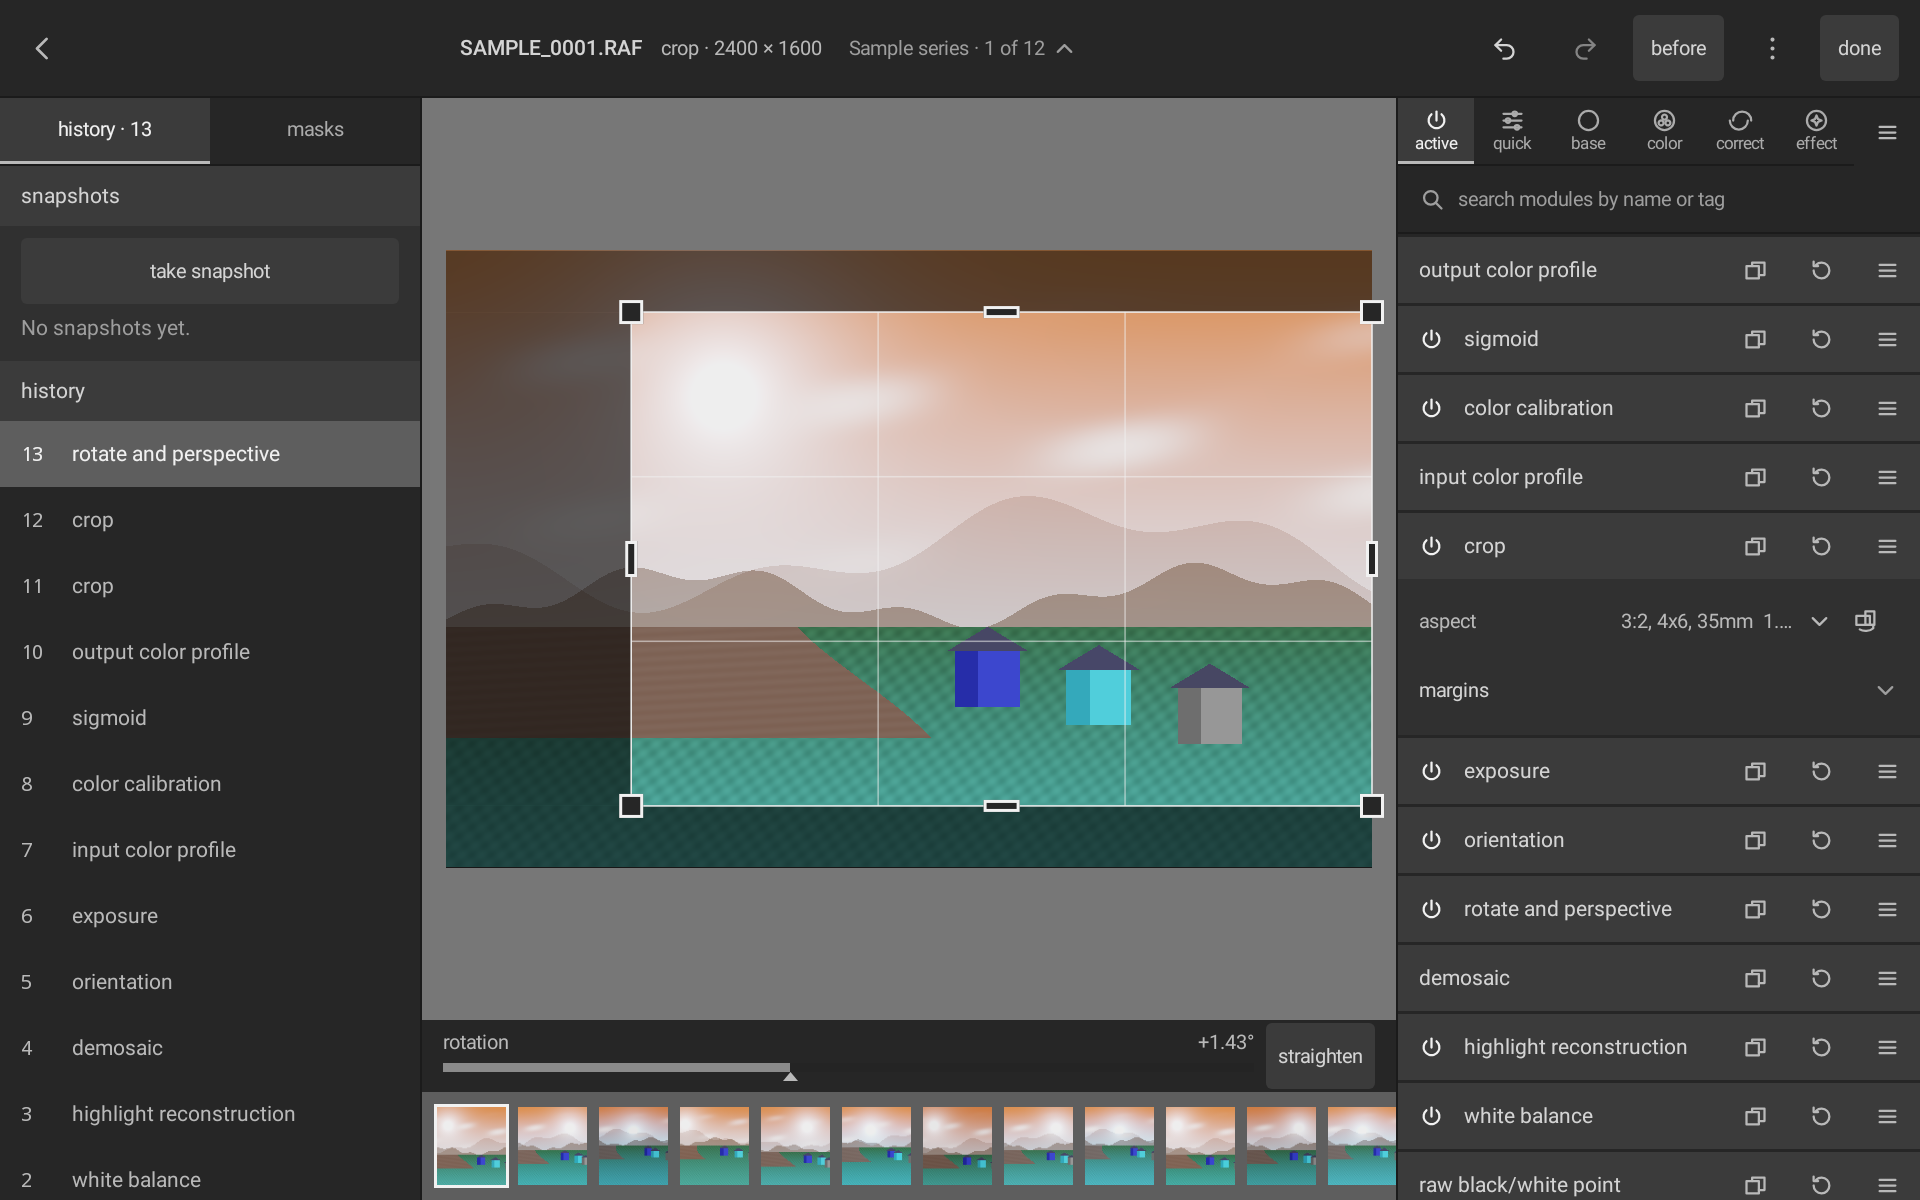 SAMPLE_0001.RAF crop · 2400 × 1600 Sample series · 1 of 12
before
done
history · 13
masks
snapshots
take snapshot
No snapshots yet.
history
13 rotate and perspective
12 crop
11 crop
10 output color profile
9 sigmoid
8 color calibration
7 input color profile
6 exposure
5 orientation
4 demosaic
3 highlight reconstruction
2 white balance
rotation
+1.43°
straighten
active
quick
base
color
correct
effect
search modules by name or tag
output color profile
sigmoid
color calibration
input color profile
crop
aspect 3:2, 4x6, 35mm 1....
margins
exposure
orientation
rotate and perspective
demosaic
highlight reconstruction
white balance
raw black/white point